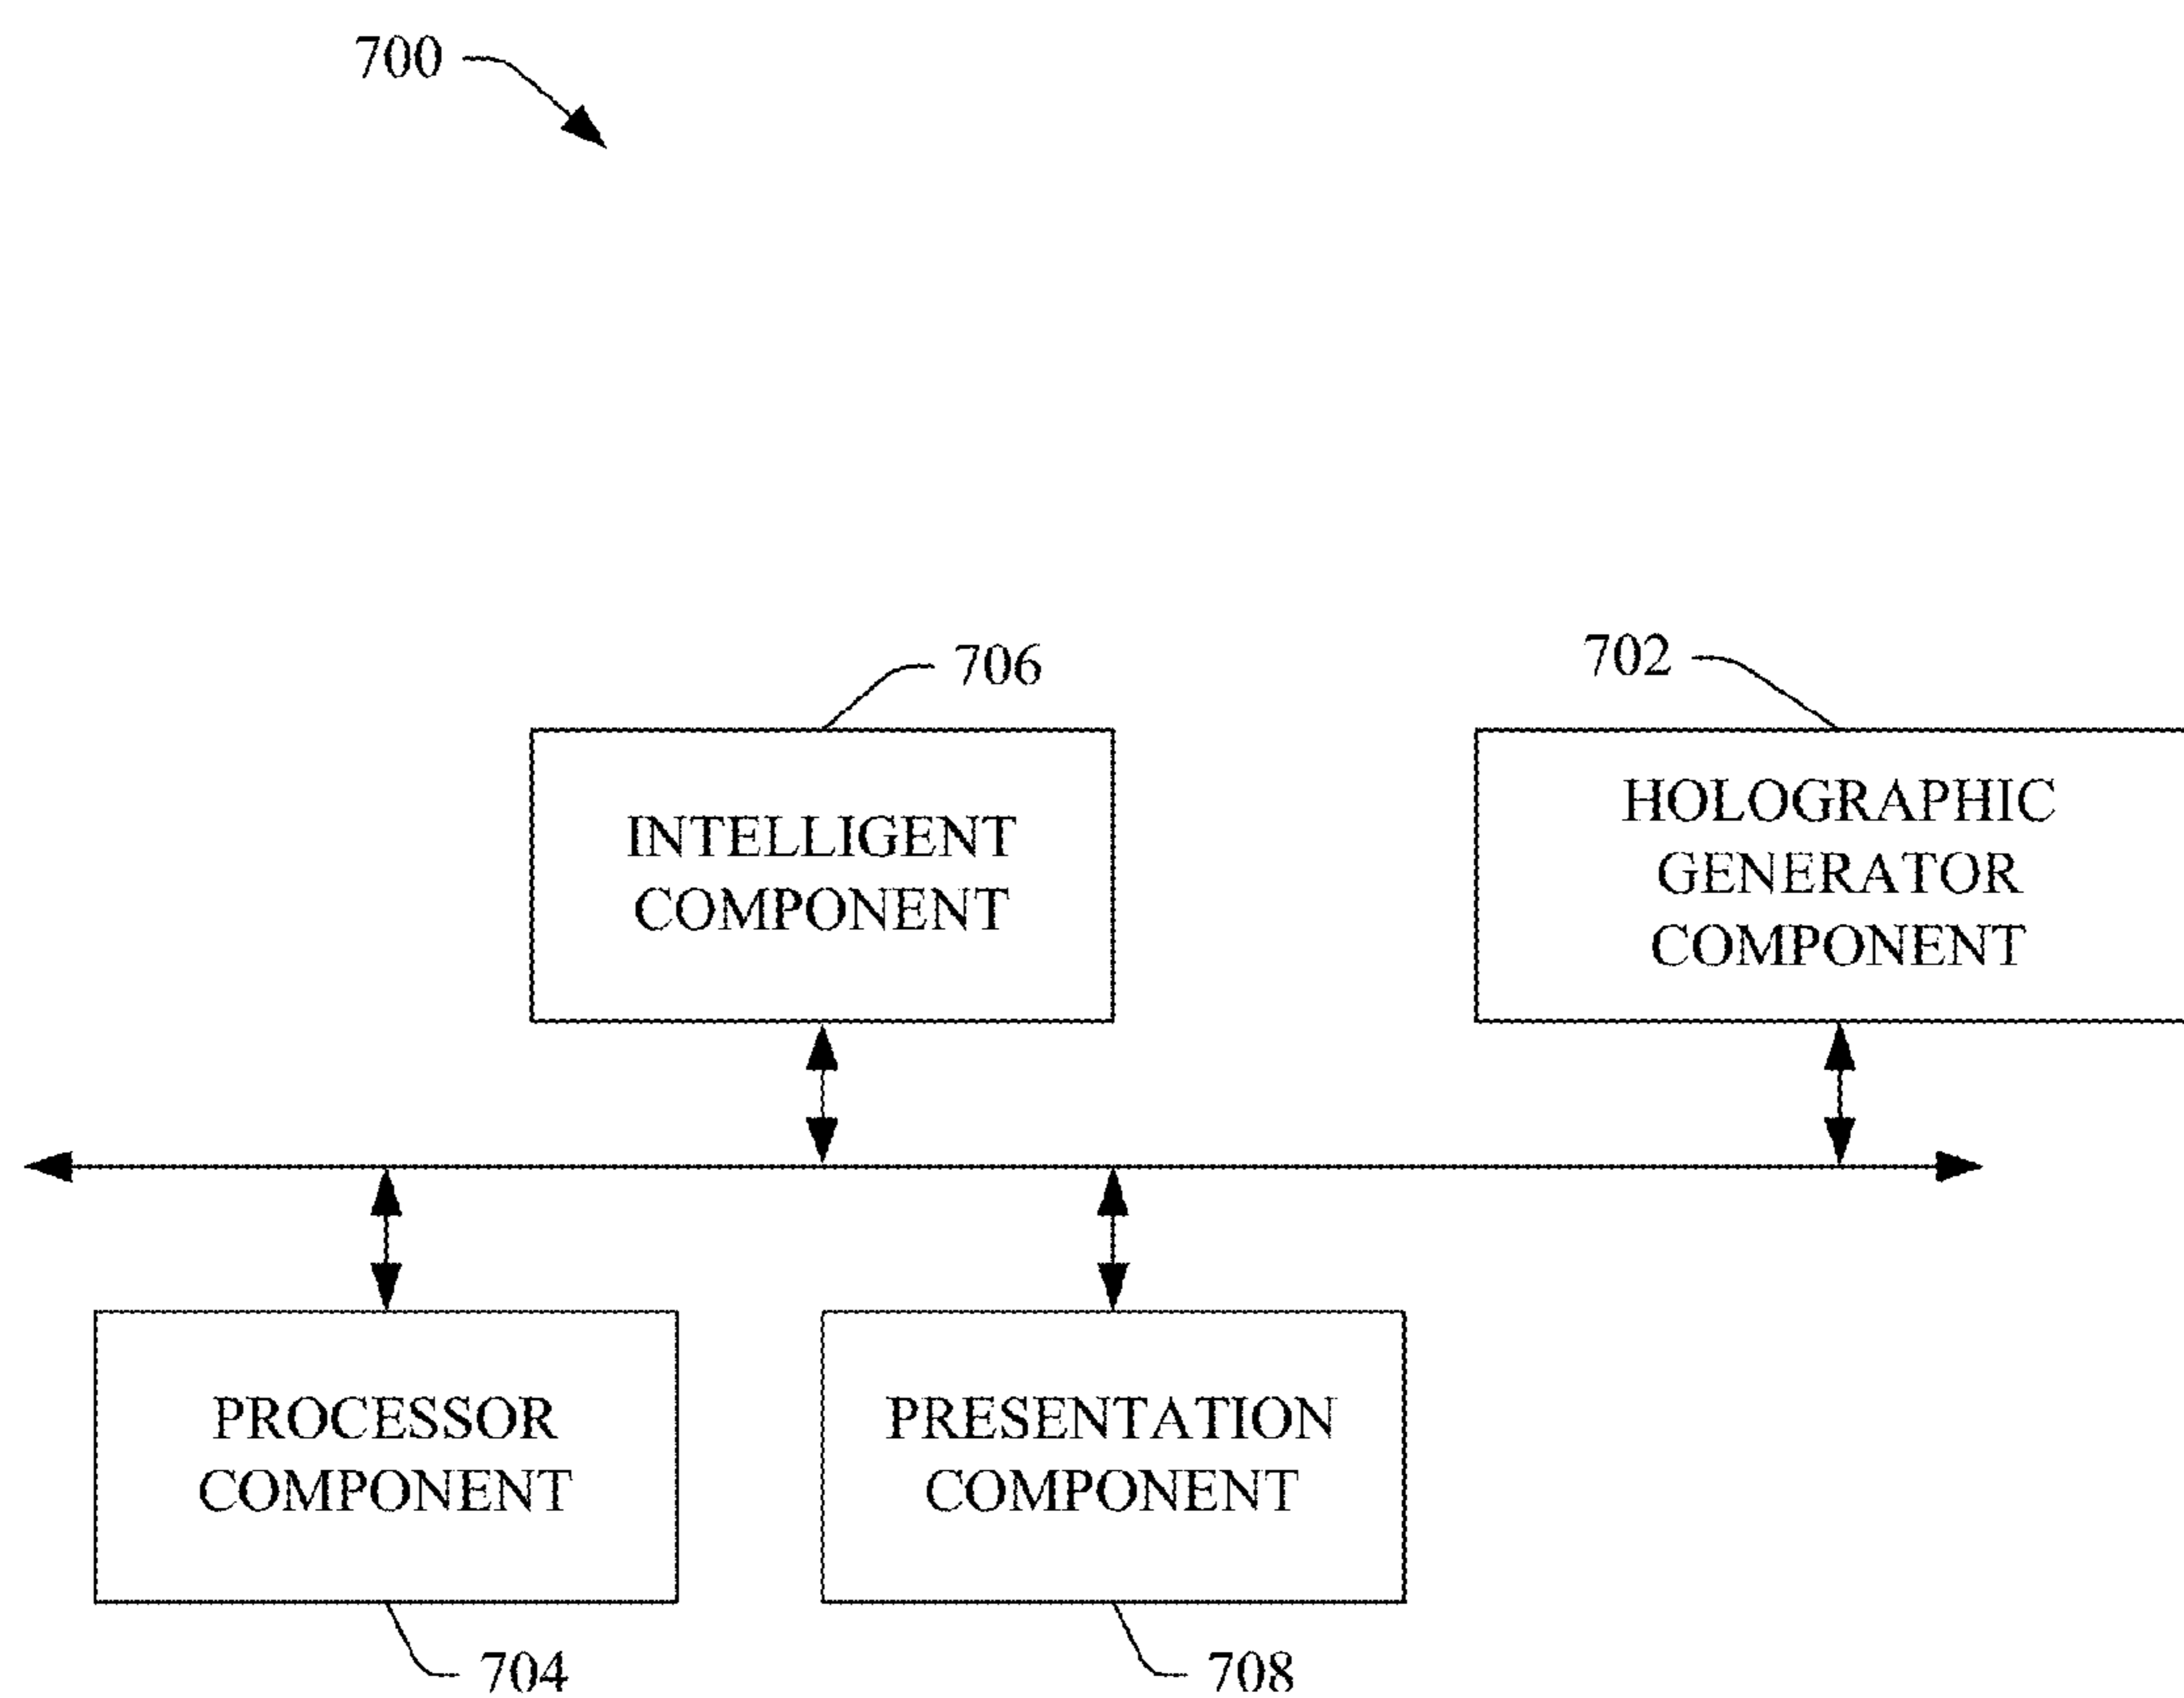 700
706
702
INTELLIGENT
COMPONENT
HOLOGRAPHIC
GENERATOR
COMPONENT
PROCESSOR
COMPONENT
PRESENTATION
COMPONENT
704
708